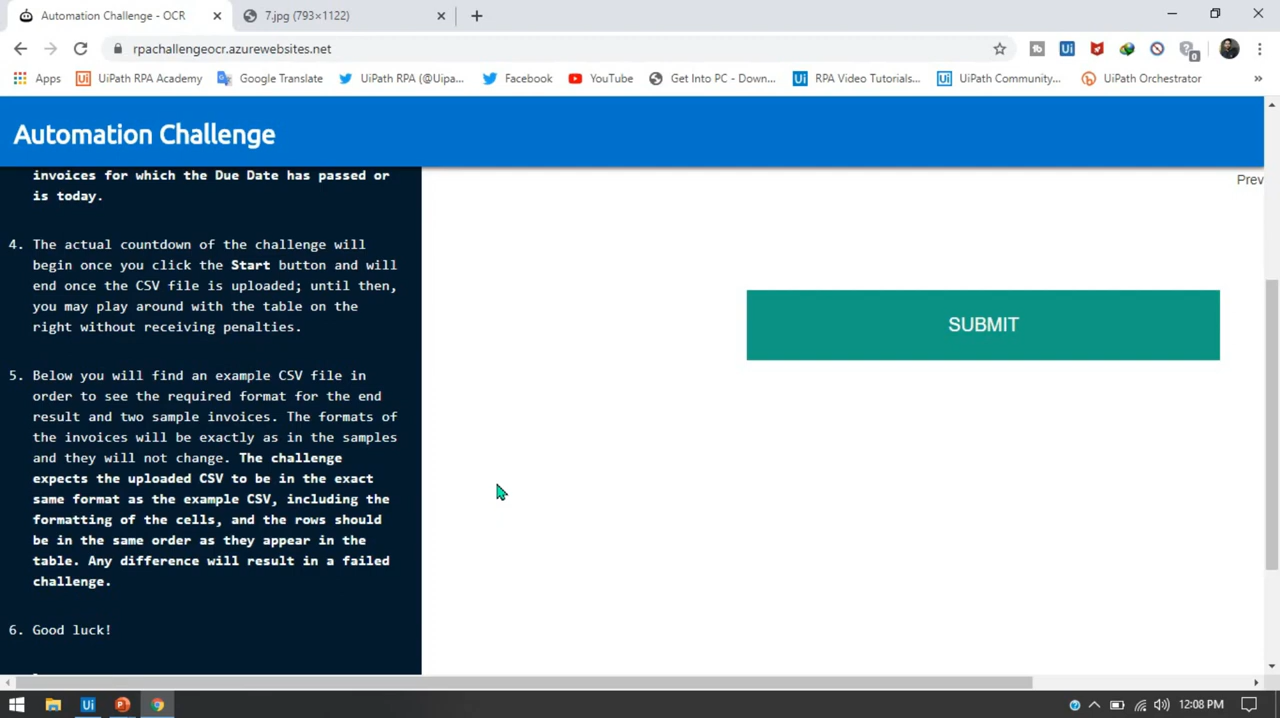 Automation Challenge - OCR
7.jpg (793×1122)
rpachallengeocr.azurewebsites.net
Apps
UiPath RPA Academy
Google Translate
UiPath RPA (@Uipa...
Facebook
YouTube
Get Into PC - Down...
RPA Video Tutorials...
UiPath Community...
UiPath Orchestrator
»
Automation Challenge
invoices for which the Due Date has passed or
is today.
4. The actual countdown of the challenge will
begin once you click the Start button and will
end once the CSV file is uploaded; until then,
you may play around with the table on the
right without receiving penalties.
5. Below you will find an example CSV file in
order to see the required format for the end
result and two sample invoices. The formats of
the invoices will be exactly as in the samples
and they will not change. The challenge
expects the uploaded CSV to be in the exact
same format as the example CSV, including the
formatting of the cells, and the rows should
be in the same order as they appear in the
table. Any difference will result in a failed
challenge.
6. Good luck!
Prev
SUBMIT
12:08 PM